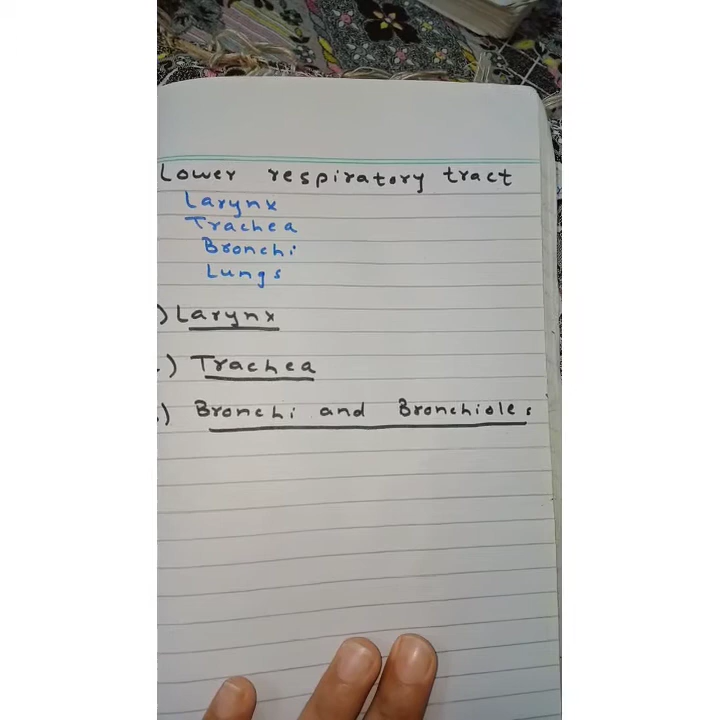 Lower respiratory tract
Larynx
Trachea
Bronchi
Lungs
) Larynx
.) Trachea
.) Bronchi and Bronchioles